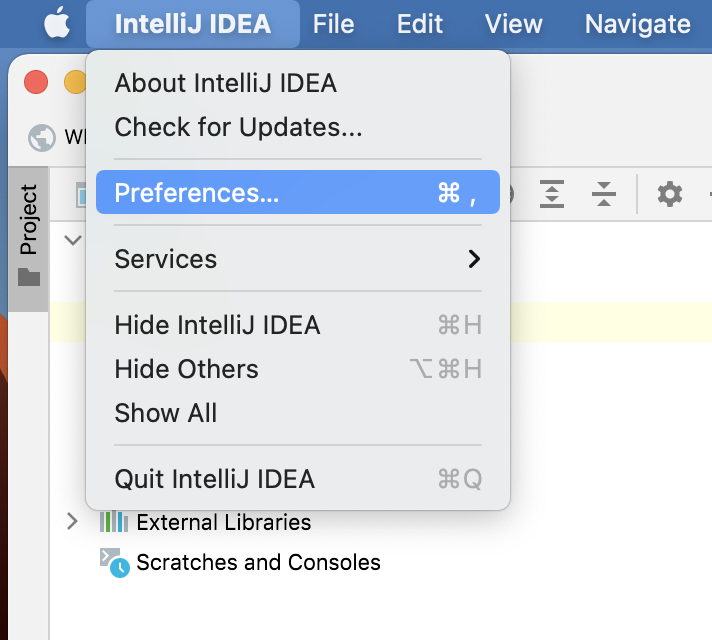 IntelliJ IDEA File Edit View Navigate
About IntelliJ IDEA
Check for Updates...
Preferences... ⌘ ,
Project
Services
Hide IntelliJ IDEA ⌘H
Hide Others ⌥⌘H
Show All
Quit IntelliJ IDEA ⌘Q
External Libraries
Scratches and Consoles